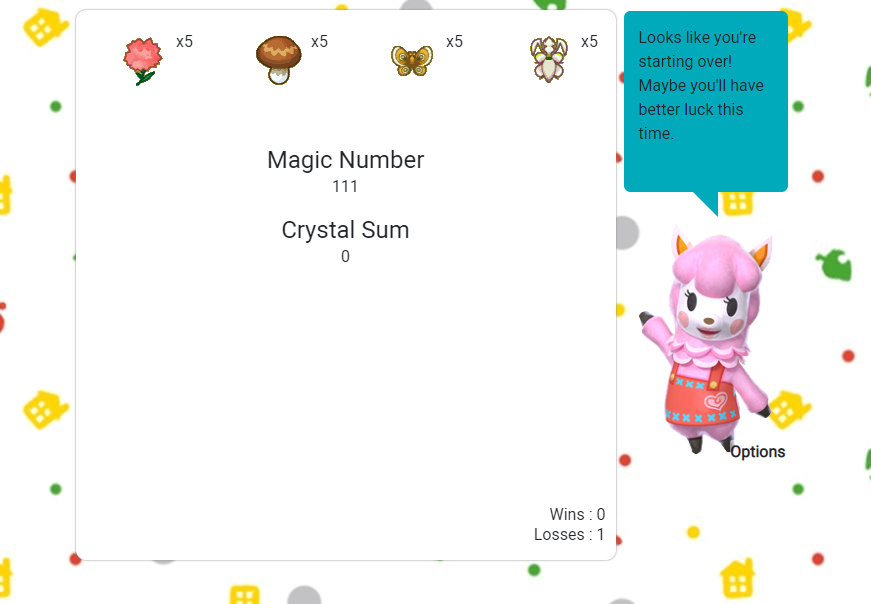 x5 x5 x5 x5
Magic Number
111
Crystal Sum
0
Wins : 0
Losses : 1
Looks like you're
starting over!
Maybe you'll have
better luck this
time.
Options